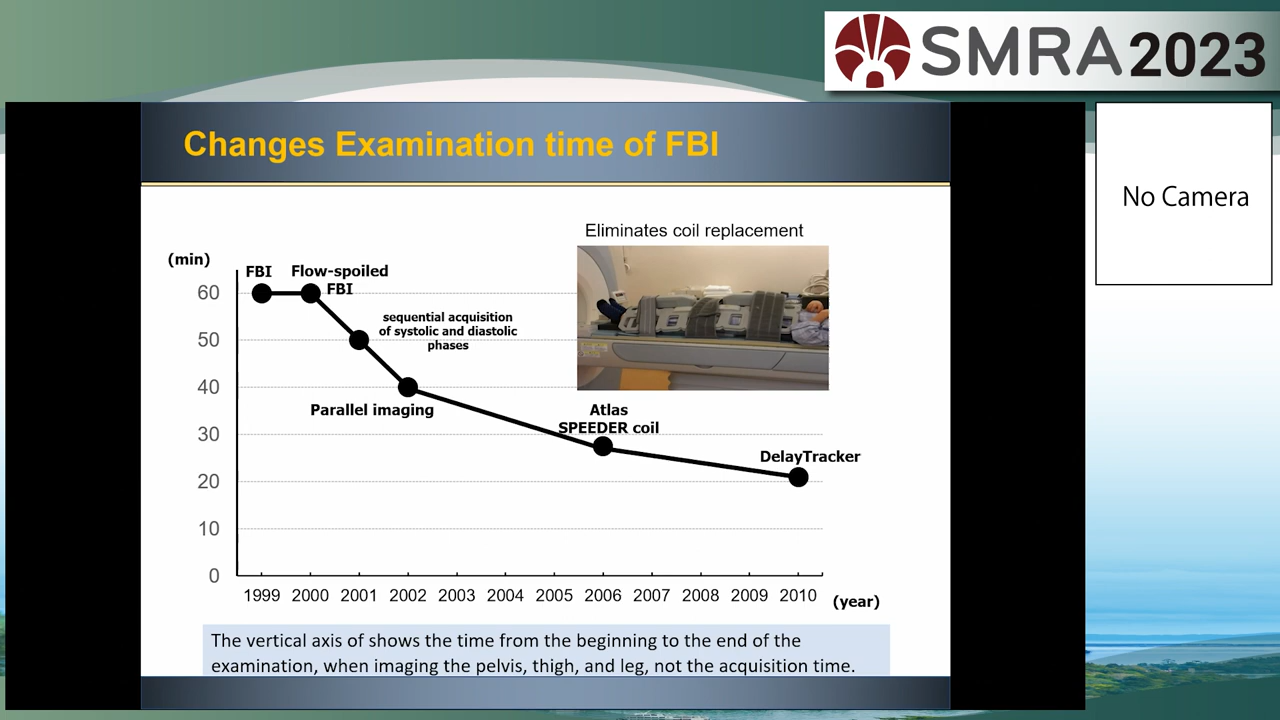 SMRA 2023
Changes Examination time of FBI
No Camera
Eliminates coil replacement
(min)
FBI
Flow-spoiled
FBI
sequential acquisition
of systolic and diastolic
phases
Parallel imaging
Atlas
SPEEDER coil
DelayTracker
60
50
40
30
20
10
0
1999 2000 2001 2002 2003 2004 2005 2006 2007 2008 2009 2010
(year)
The vertical axis of shows the time from the beginning to the end of the
examination, when imaging the pelvis, thigh, and leg, not the acquisition time.